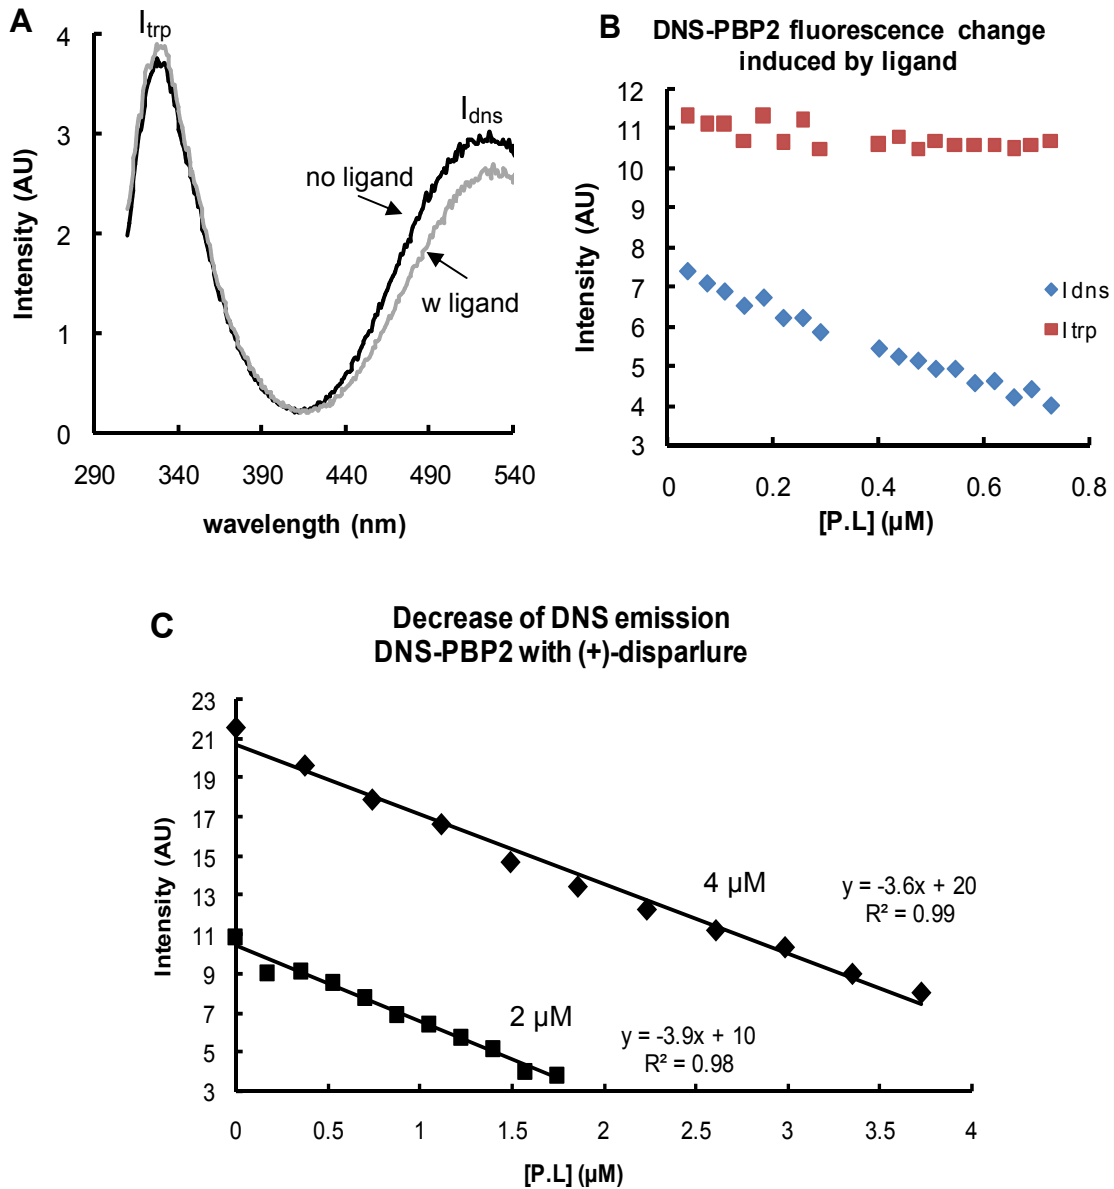 A
I trp
I dns
no ligand
w ligand
Intensity (AU)
4
3
2
1
0
290 340 390 440 490 540
wavelength (nm)
B
DNS-PBP2 fluorescence change
induced by ligand
Intensity (AU)
12
11
10
9
8
7
6
5
4
3
I dns
I trp
0 0.2 0.4 0.6 0.8
[P.L] (µM)
C
Decrease of DNS emission
DNS-PBP2 with (+)-disparlure
Intensity (AU)
23
21
19
17
15
13
11
9
7
5
3
4 µM
y = -3.6x + 20
R² = 0.99
2 µM
y = -3.9x + 10
R² = 0.98
0 0.5 1 1.5 2 2.5 3 3.5 4
[P.L] (µM)